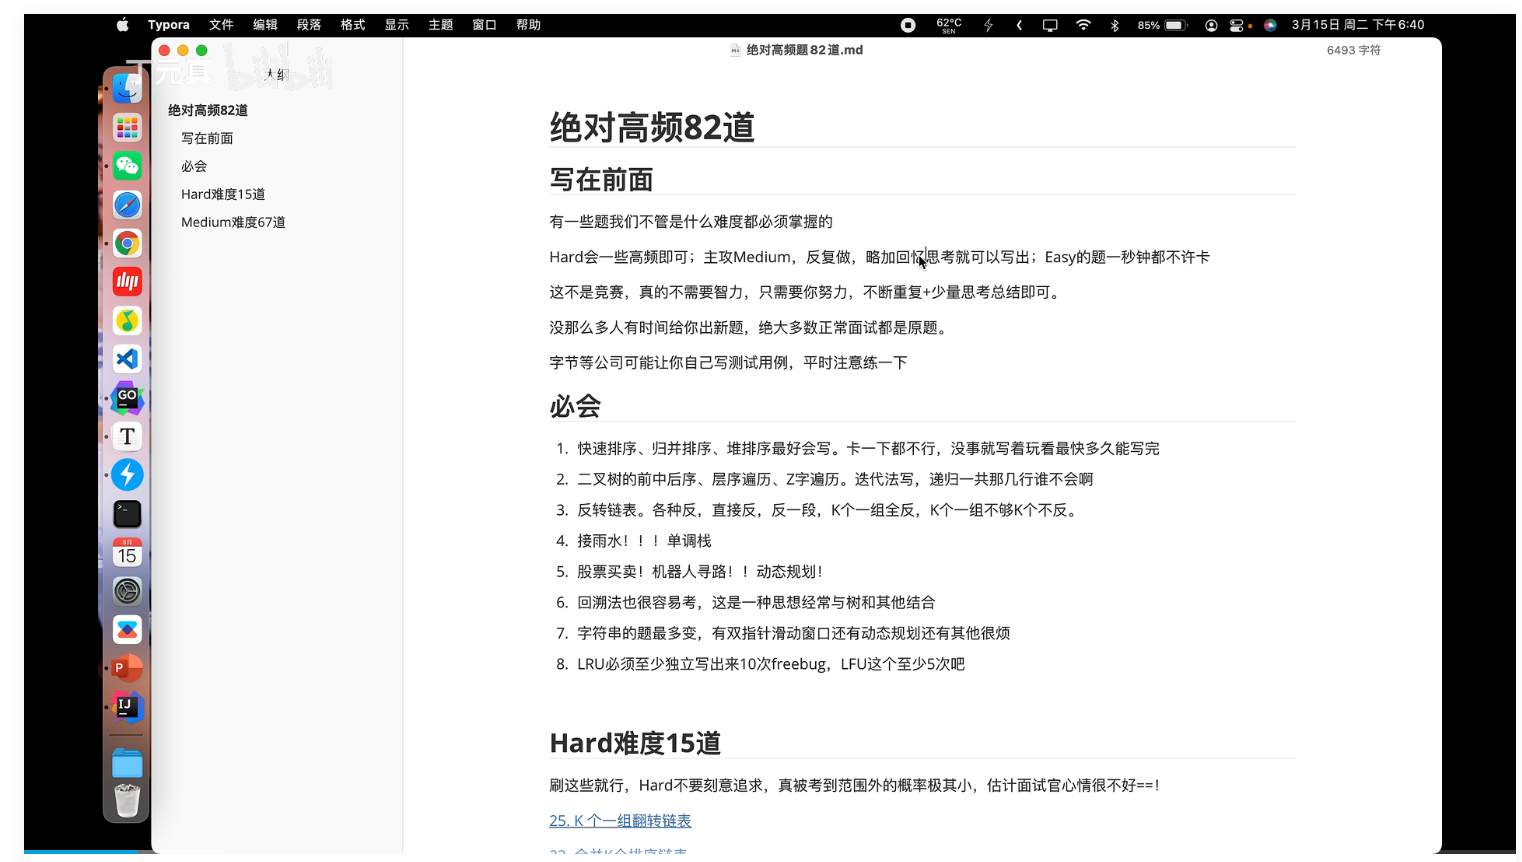 Typora 文件 编辑 段落 格式 显示 主题 窗口 帮助 62°C SEN 85% 3月15日 周二 下午6:40
绝对高频题82道.md
6493 字符
丁元真 bilibili
大纲
绝对高频82道
写在前面
必会
Hard难度15道
Medium难度67道
绝对高频82道
写在前面
有一些题我们不管是什么难度都必须掌握的
Hard会一些高频即可；主攻Medium，反复做，略加回忆思考就可以写出；Easy的题一秒钟都不许卡
这不是竞赛，真的不需要智力，只需要你努力，不断重复+少量思考总结即可。
没那么多人有时间给你出新题，绝大多数正常面试都是原题。
字节等公司可能让你自己写测试用例，平时注意练一下
必会
1. 快速排序、归并排序、堆排序最好会写。卡一下都不行，没事就写着玩看最快多久能写完
2. 二叉树的前中后序、层序遍历、Z字遍历。迭代法写，递归一共那几行谁不会啊
3. 反转链表。各种反，直接反，反一段，K个一组全反，K个一组不够K个不反。
4. 接雨水！！！单调栈
5. 股票买卖！机器人寻路！！动态规划！
6. 回溯法也很容易考，这是一种思想经常与树和其他结合
7. 字符串的题最多变，有双指针滑动窗口还有动态规划还有其他很烦
8. LRU必须至少独立写出来10次freebug，LFU这个至少5次吧
Hard难度15道
刷这些就行，Hard不要刻意追求，真被考到范围外的概率极其小，估计面试官心情很不好==！
25. K 个一组翻转链表
23. 合并K个排序链表
GO
T
3月
15
P
IJ